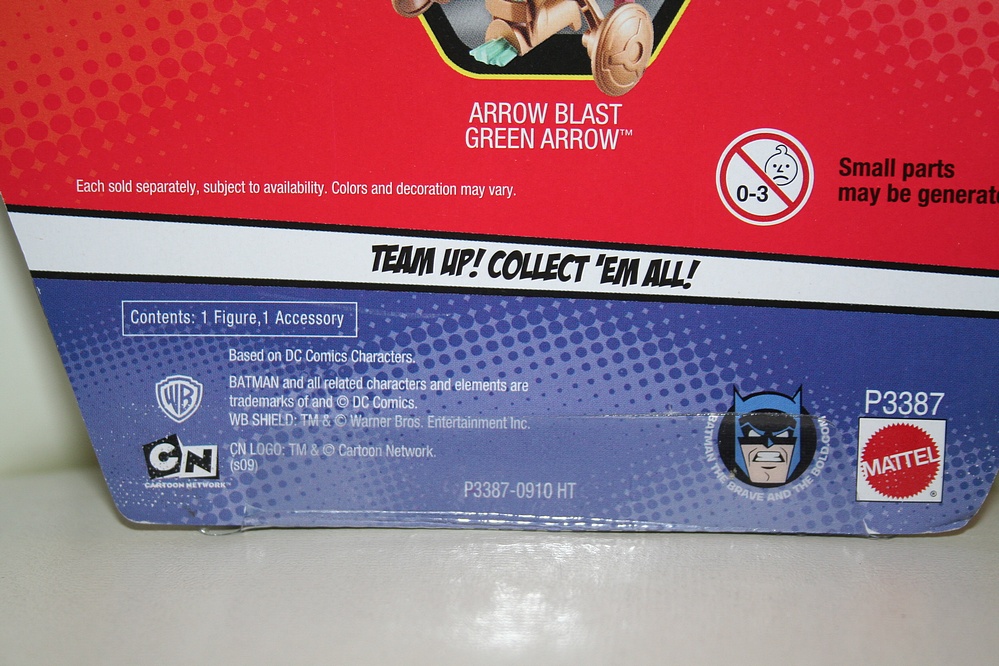 ARROW BLAST
GREEN ARROW™
Each sold separately, subject to availability. Colors and decoration may vary.
0-3
Small parts
may be generate
TEAM UP! COLLECT 'EM ALL!
Contents: 1 Figure,1 Accessory
Based on DC Comics Characters.
BATMAN and all related characters and elements are
trademarks of and © DC Comics.
WB SHIELD: TM & © Warner Bros. Entertainment Inc.
WB
CN LOGO: TM & © Cartoon Network.
(s09)
CN
CARTOON NETWORK™
P3387-0910 HT
BATMAN THE BRAVE AND THE BOLD.COM
P3387
MATTEL
®